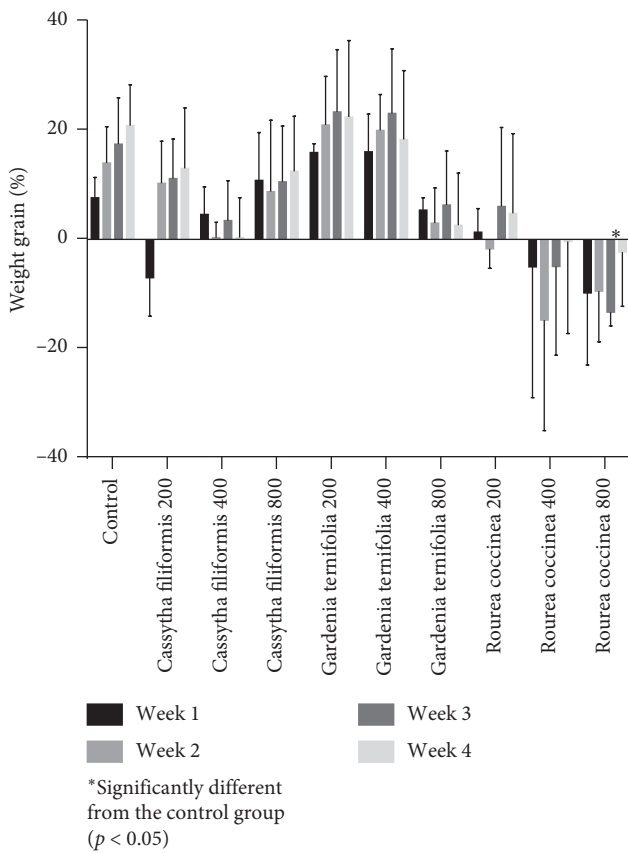 Weight grain (%)
40
20
0
−20
−40
*
Control
Cassytha filiformis 200
Cassytha filiformis 400
Cassytha filiformis 800
Gardenia ternifolia 200
Gardenia ternifolia 400
Gardenia ternifolia 800
Rourea coccinea 200
Rourea coccinea 400
Rourea coccinea 800
Week 1
Week 2
Week 3
Week 4
*Significantly different
from the control group
(p < 0.05)